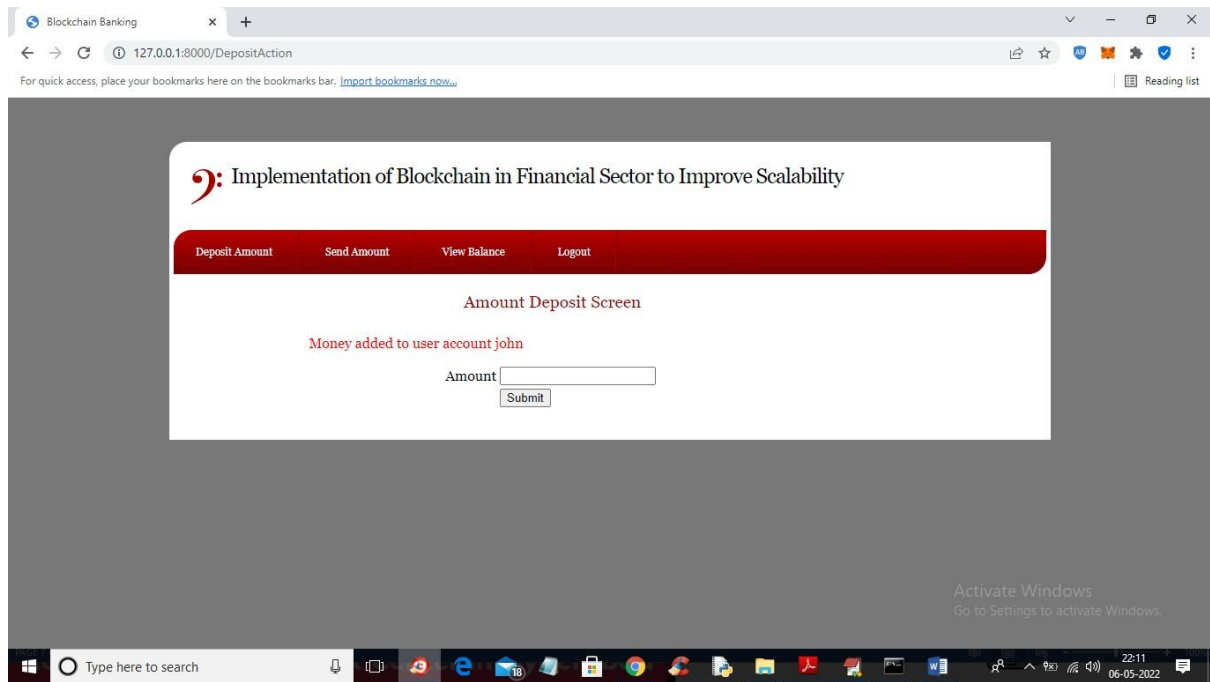 Blockchain Banking
127.0.0.1:8000/DepositAction
AB
For quick access, place your bookmarks here on the bookmarks bar. Import bookmarks now...
Reading list
Implementation of Blockchain in Financial Sector to Improve Scalability
Deposit Amount Send Amount View Balance Logout
Amount Deposit Screen
Money added to user account john
Amount
Submit
Activate Windows
Go to Settings to activate Windows.
Type here to search
18
22:11
06-05-2022